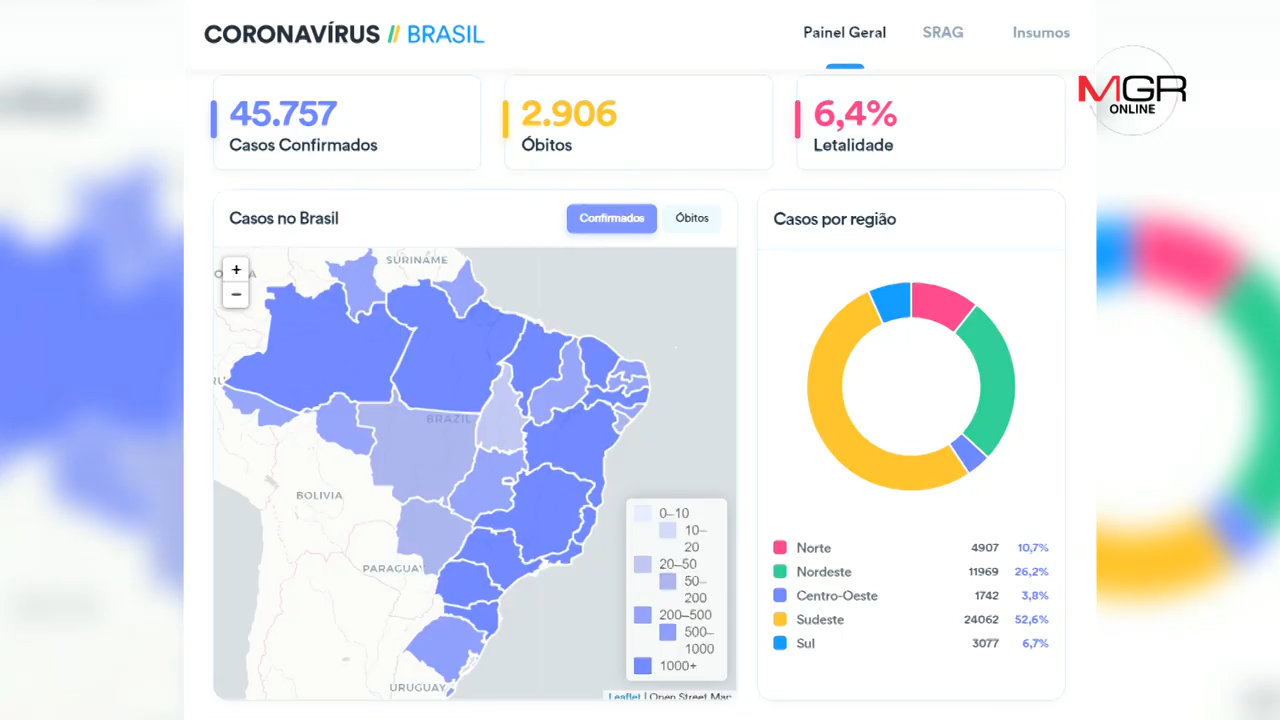 CORONAVÍRUS // BRASIL
Painel Geral
SRAG
Insumos
MGR
ONLINE
45.757
Casos Confirmados
2.906
Óbitos
6,4%
Letalidade
Casos no Brasil
Confirmados
Óbitos
+
−
SURINAME
BRAZIL
BOLIVIA
PARAGUAY
URUGUAY
0–10
10–
20
20–50
50–
200
200–500
500–
1000
1000+
Leaflet | Open Street Map
Casos por região
Norte 4907 10,7%
Nordeste 11969 26,2%
Centro-Oeste 1742 3,8%
Sudeste 24062 52,6%
Sul 3077 6,7%